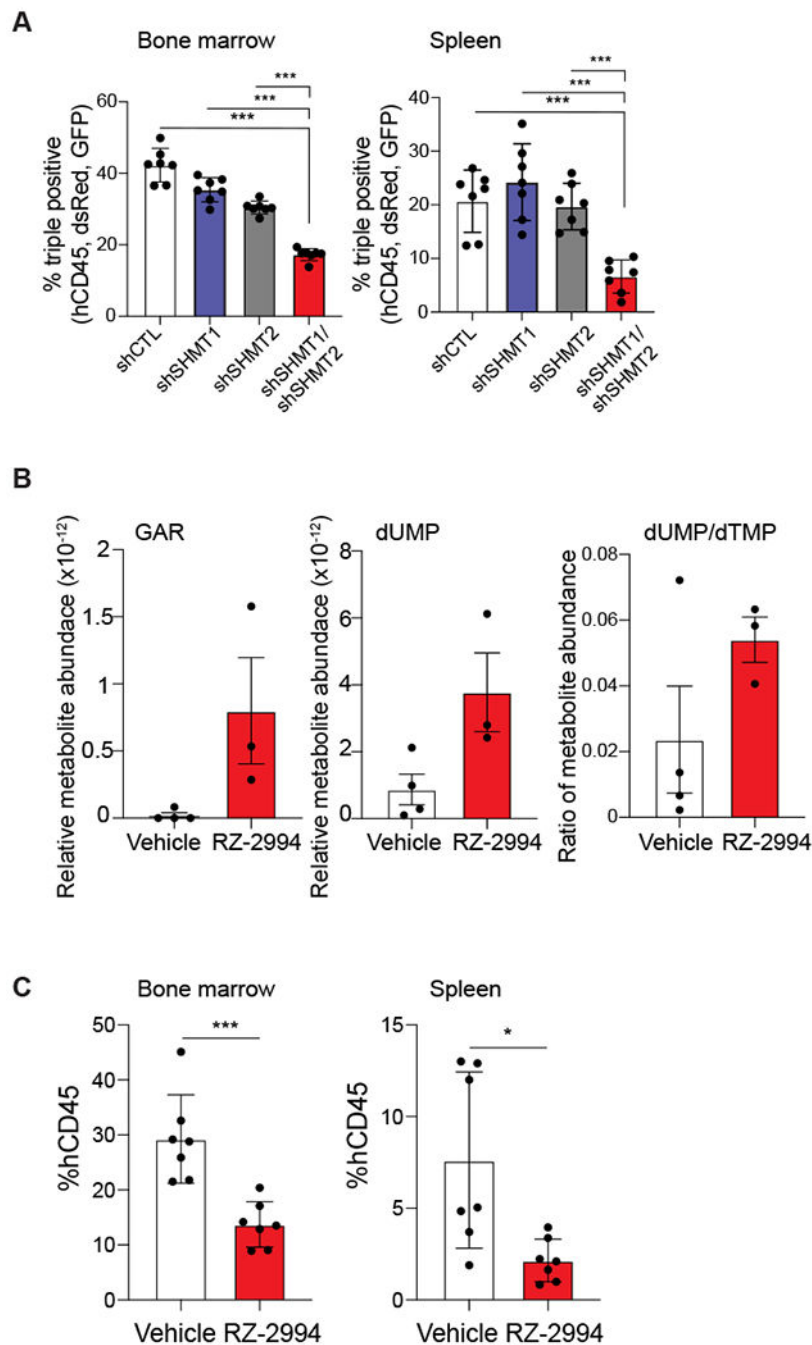 A
Bone marrow
Spleen
% triple positive
(hCD45, dsRed, GFP)
60
40
20
0
***
***
***
shCTL
shSHMT1
shSHMT2
shSHMT1/
shSHMT2
% triple positive
(hCD45, dsRed, GFP)
40
30
20
10
0
***
***
***
shCTL
shSHMT1
shSHMT2
shSHMT1/
shSHMT2
B
GAR
Relative metabolite abundace (x10⁻¹²)
2
1.5
1
0.5
0
Vehicle RZ-2994
dUMP
Relative metabolite abundance (x10⁻¹²)
8
6
4
2
0
Vehicle RZ-2994
dUMP/dTMP
Ratio of metabolite abundance
0.08
0.06
0.04
0.02
0
Vehicle RZ-2994
C
Bone marrow
%hCD45
50
40
30
20
10
0
***
Vehicle RZ-2994
Spleen
%hCD45
15
10
5
0
*
Vehicle RZ-2994